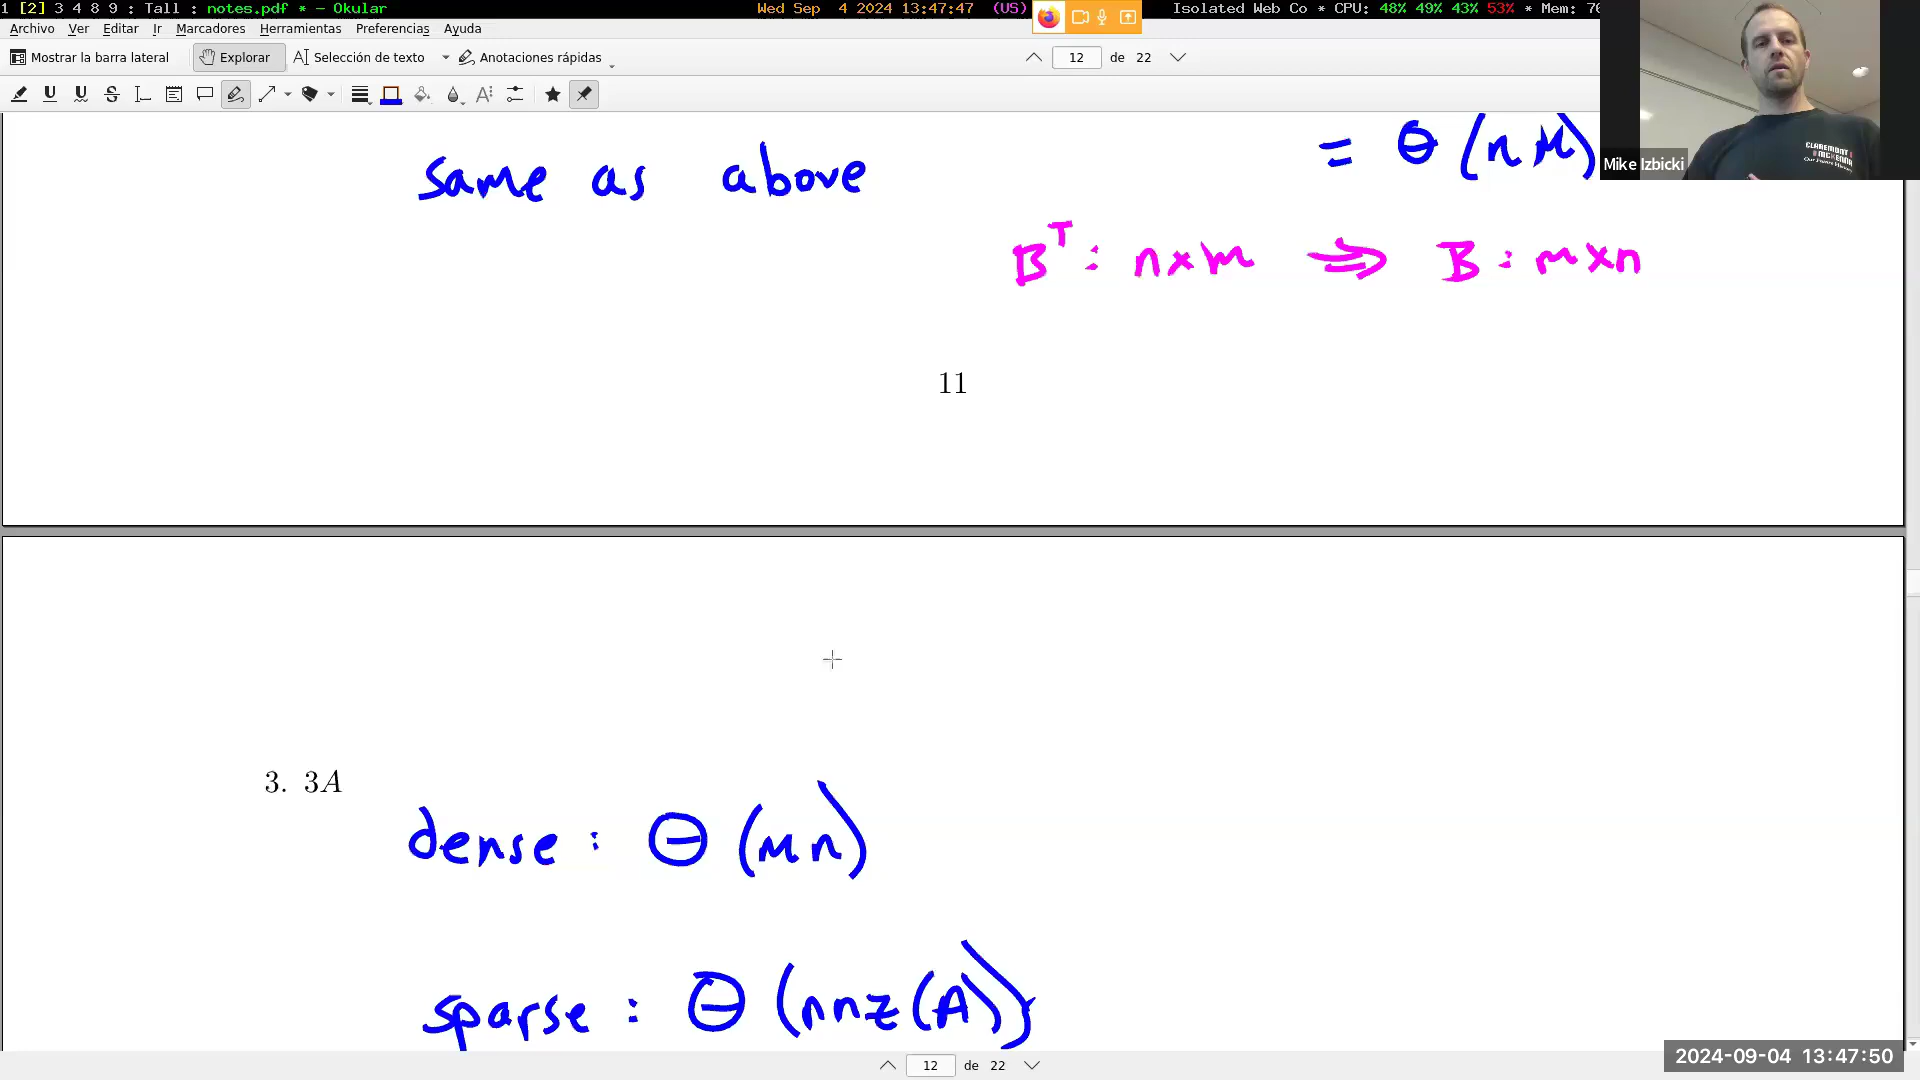 1 [2] 3 4 8 9 : Tall : notes.pdf * - Okular
Wed Sep 4 2024 13:47:47 (US)
Isolated Web Co * CPU: 48% 49% 43% 53% * Mem:
Archivo Ver Editar Ir Marcadores Herramientas Preferencias Ayuda
Mostrar la barra lateral Explorar Selección de texto Anotaciones rápidas
12 de 22
CLAREMONT
MCKENNA
Mike Izbicki
= Θ (n m)
same as above
Bᵀ : n×m ⇒ B : m×n
11
3. 3A
dense : Θ (mn)
sparse : Θ (nnz(A))
12 de 22
2024-09-04 13:47:50